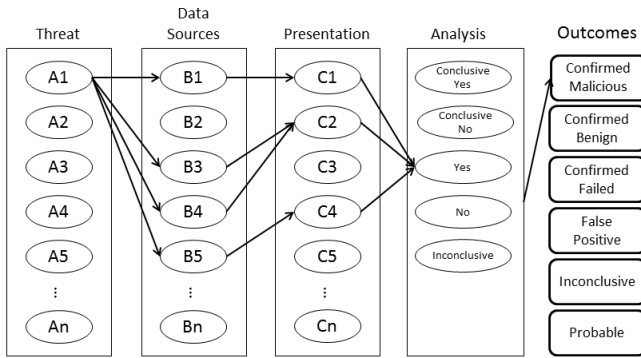 Threat
Data
Sources
Presentation
Analysis
Outcomes
A1
A2
A3
A4
A5
...
An
B1
B2
B3
B4
B5
...
Bn
C1
C2
C3
C4
C5
...
Cn
Conclusive
Yes
Conclusive
No
Yes
No
Inconclusive
Confirmed
Malicious
Confirmed
Benign
Confirmed
Failed
False
Positive
Inconclusive
Probable